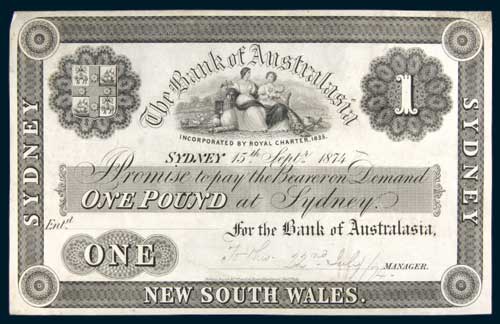 The Bank of Australasia
INCORPORATED BY ROYAL CHARTER, 1835.
1
SYDNEY 15th Septr 1874
I Promise to pay the Bearer on Demand
ONE POUND at Sydney.
Entd.
For the Bank of Australasia,
ONE
22nd July
MANAGER.
NEW SOUTH WALES.
SYDNEY
SYDNEY